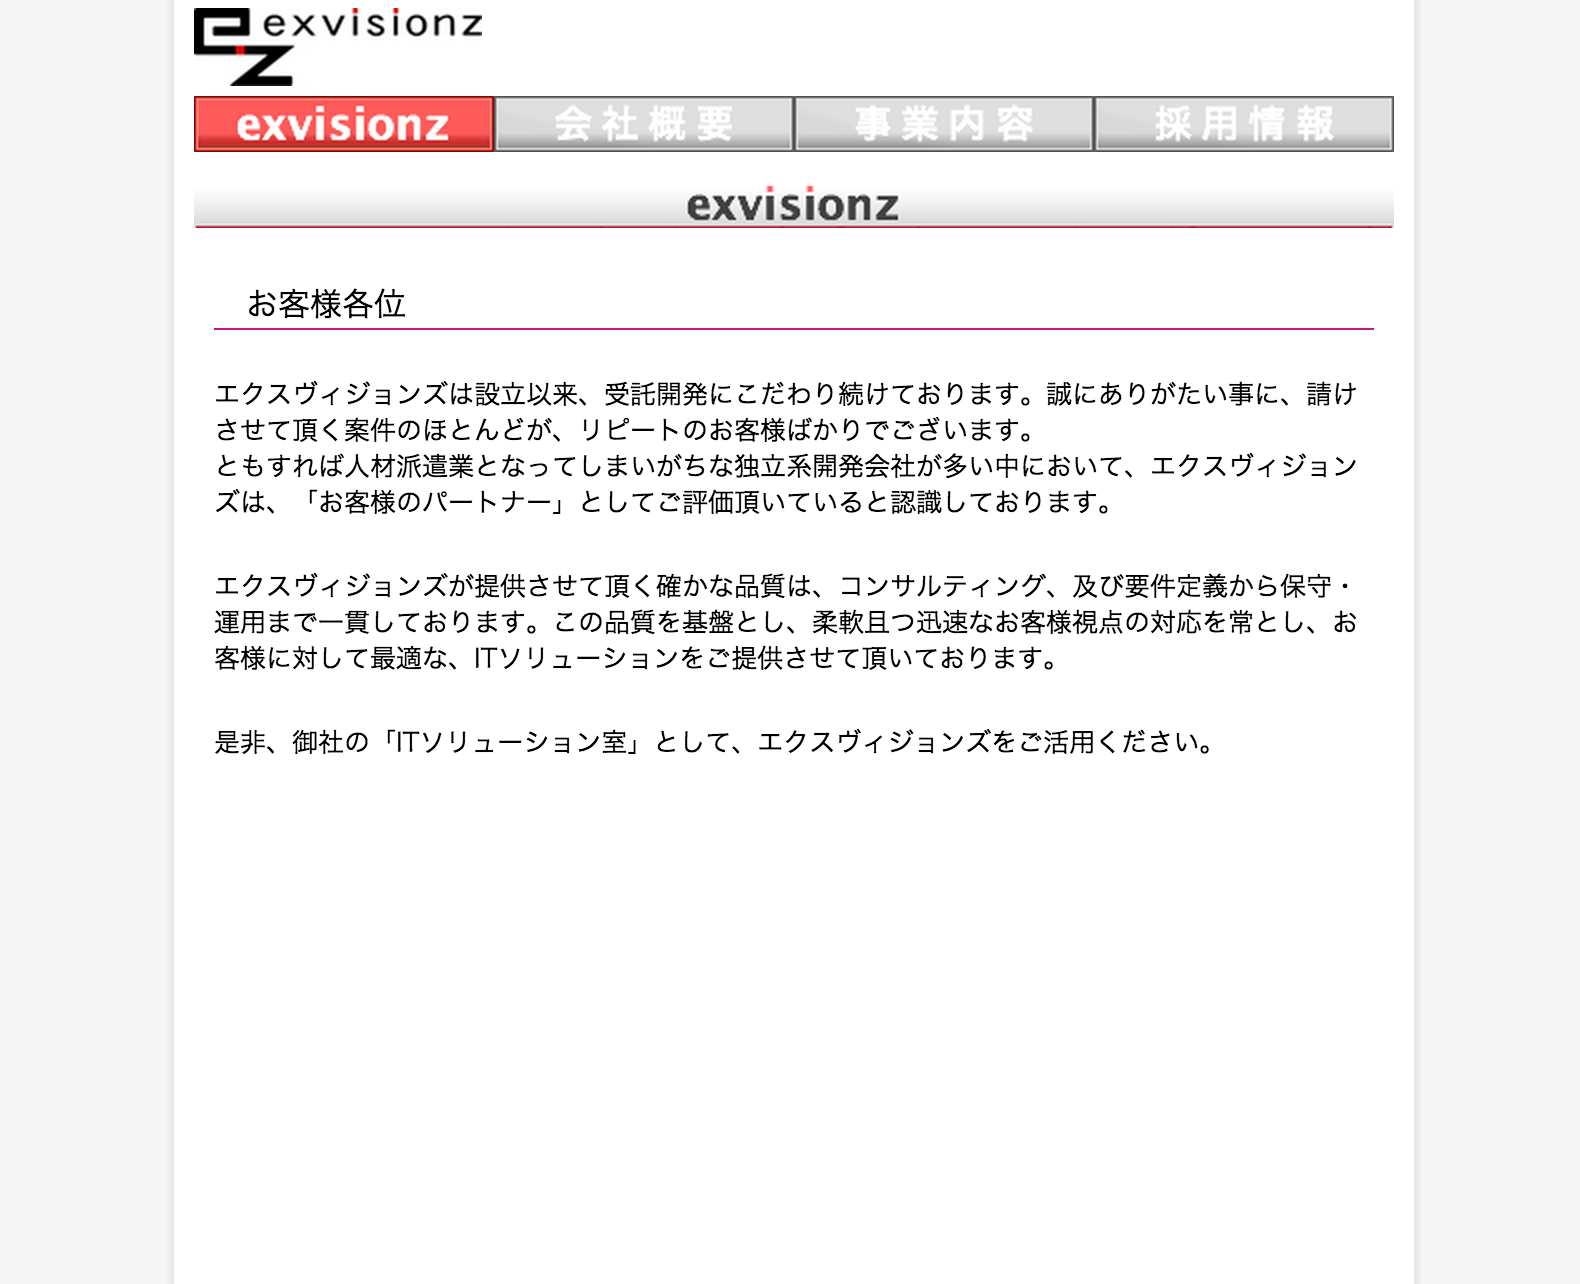 exvisionz
exvisionz
会社概要
事業内容
採用情報
exvisionz
お客様各位
エクスヴィジョンズは設立以来、受託開発にこだわり続けております。誠にありがたい事に、請け
させて頂く案件のほとんどが、リピートのお客様ばかりでございます。
ともすれば人材派遣業となってしまいがちな独立系開発会社が多い中において、エクスヴィジョン
ズは、「お客様のパートナー」としてご評価頂いていると認識しております。
エクスヴィジョンズが提供させて頂く確かな品質は、コンサルティング、及び要件定義から保守・
運用まで一貫しております。この品質を基盤とし、柔軟且つ迅速なお客様視点の対応を常とし、お
客様に対して最適な、ITソリューションをご提供させて頂いております。
是非、御社の「ITソリューション室」として、エクスヴィジョンズをご活用ください。